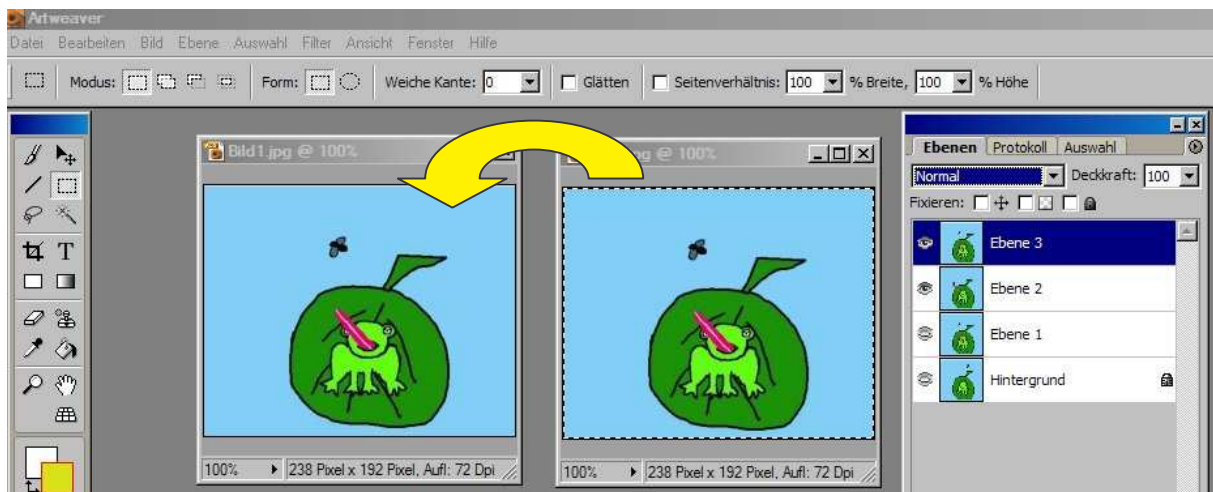 Artweaver
Datei Bearbeiten Bild Ebene Auswahl Filter Ansicht Fenster Hilfe
Modus: Form: Weiche Kante: 0 Glätten Seitenverhältnis: 100 % Breite, 100 % Höhe
Bild1.jpg @ 100%
@ 100%
Ebenen Protokoll Auswahl
Normal Deckkraft: 100
Fixieren:
Ebene 3
Ebene 2
Ebene 1
Hintergrund
T
100% 238 Pixel x 192 Pixel, Aufl: 72 Dpi
100% 238 Pixel x 192 Pixel, Aufl: 72 Dpi